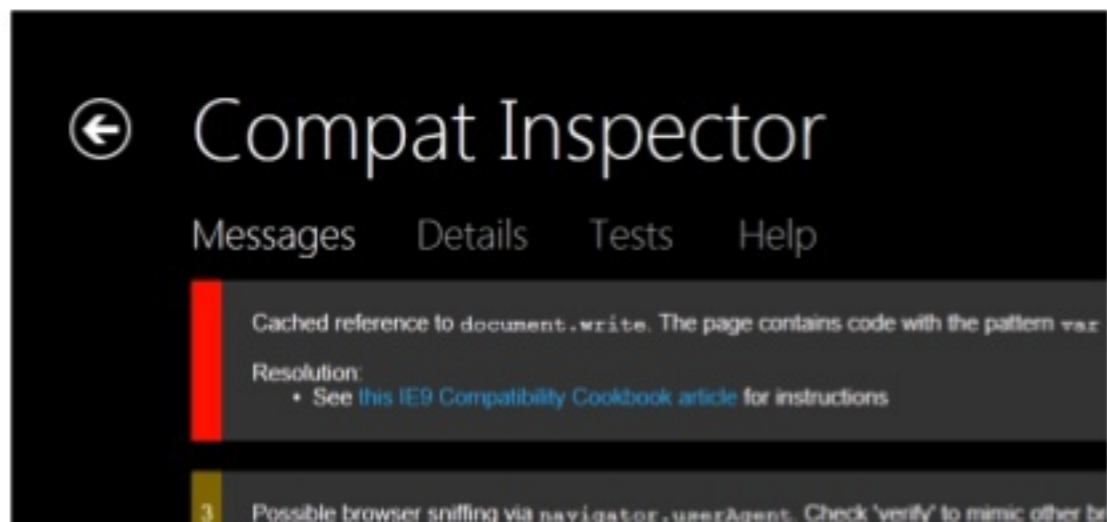 Compat Inspector
Messages Details Tests Help
Cached reference to document.write. The page contains code with the pattern var
Resolution:
• See this IE9 Compatibility Cookbook article for instructions
3
Possible browser sniffing via navigator.userAgent. Check 'verify' to mimic other